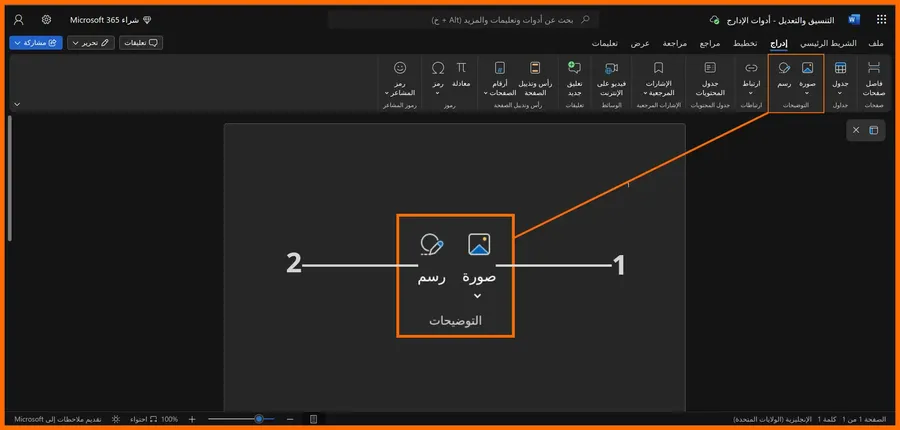 التنسيق والتعديل - أدوات الإدارج
بحث عن أدوات وتعليمات والمزيد (Alt + خ)
شراء Microsoft 365
ملف الشريط الرئيسي إدراج تخطيط مراجع مراجعة عرض تعليمات
تعليقات تحرير مشاركة
فاصل صفحات
صفحات
جدول
جدول
صورة رسم
التوضيحات
ارتباط
ارتباطات
جدول المحتويات
جدول المحتويات
الإشارات المرجعية
الإشارات المرجعية
فيديو على الإنترنت
الوسائط
تعليق جديد
تعليقات
رأس وتذييل الصفحة أرقام الصفحات
رأس وتذييل الصفحة
معادلة رمز
رموز
رمز المشاعر
رموز المشاعر
1
صورة رسم
2
التوضيحات
الصفحة 1 من 1 كلمة 1 الإنجليزية (الولايات المتحدة)
100% احتواء تقديم ملاحظات إلى Microsoft